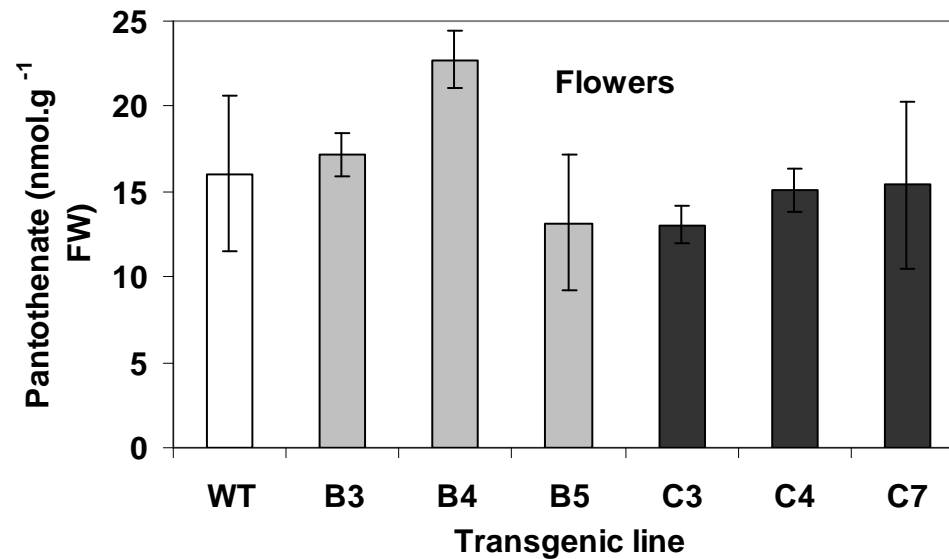 25
20
15
10
5
0
Pantothenate (nmol.g -1
FW)
Flowers
WT B3 B4 B5 C3 C4 C7
Transgenic line